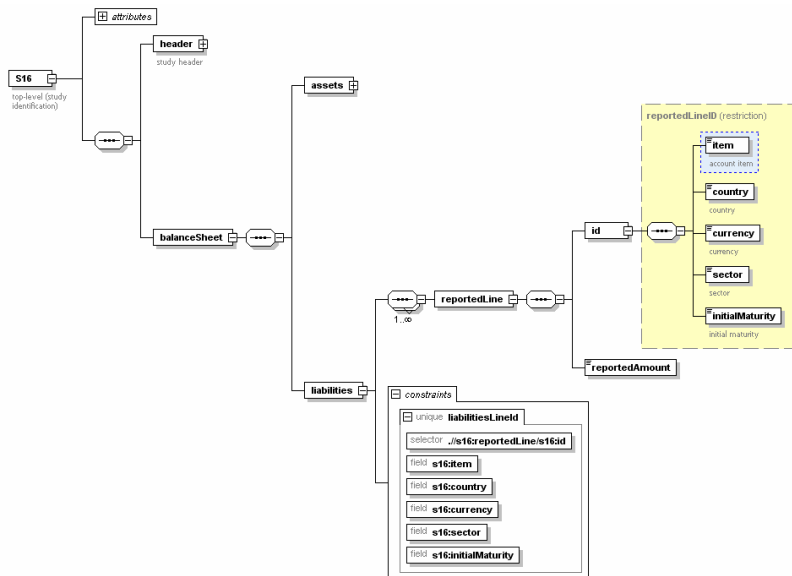 attributes
header
study header
S16
top-level (study
identification)
assets
reportedLineID (restriction)
item
account item
country
country
id
currency
currency
balanceSheet
sector
sector
reportedLine
1..∞
initialMaturity
initial maturity
reportedAmount
liabilities
constraints
unique liabilitiesLineId
selector .//s16:reportedLine/s16:id
field s16:item
field s16:country
field s16:currency
field s16:sector
field s16:initialMaturity